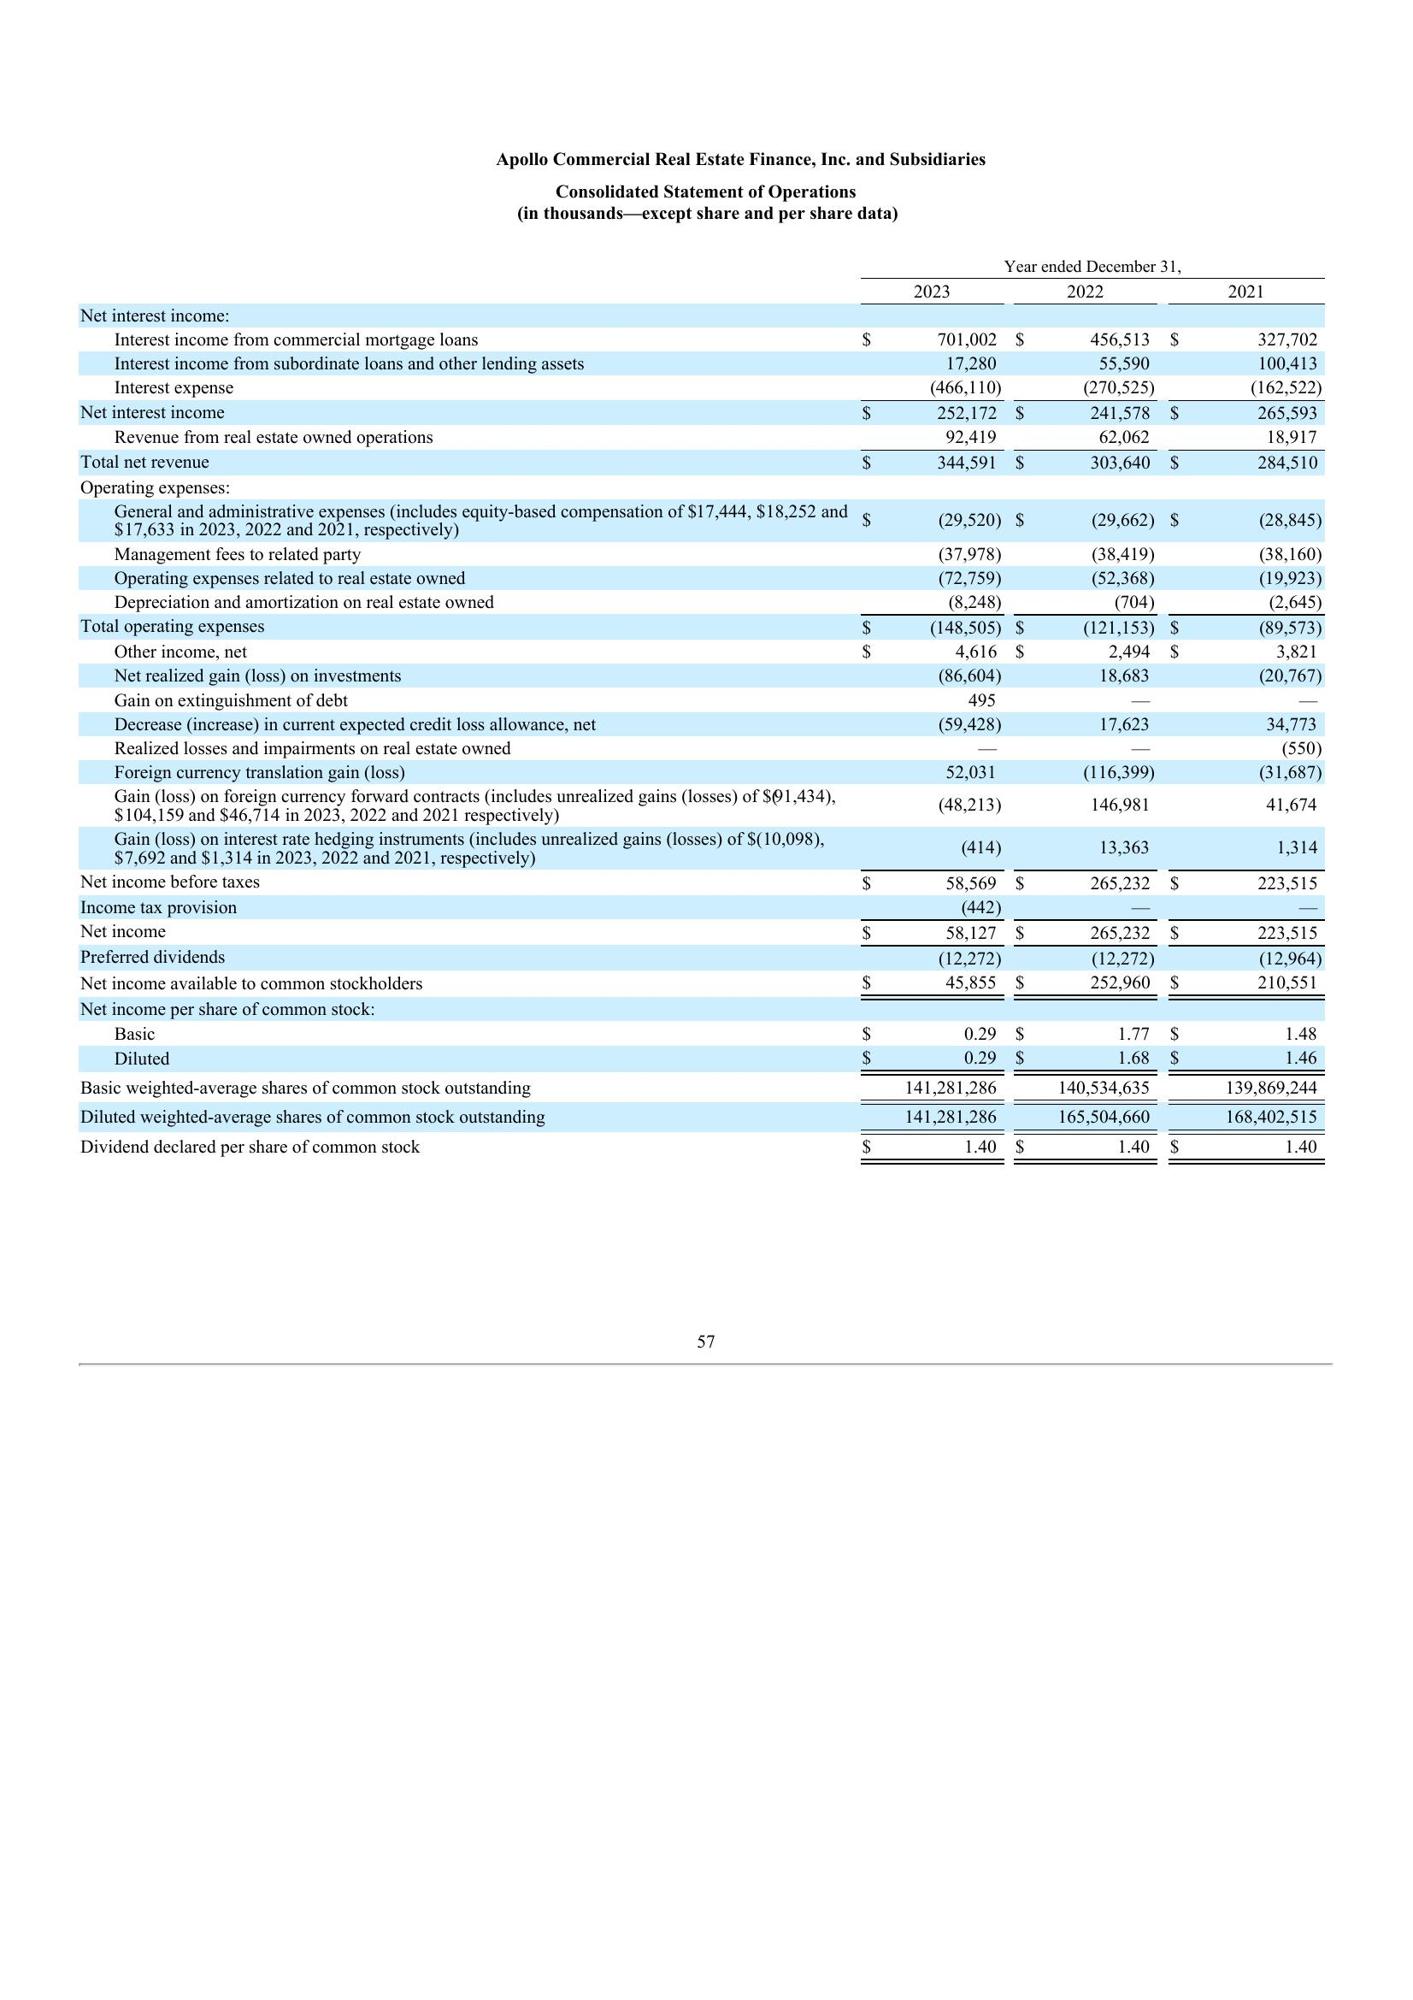 Apollo Commercial Real Estate Finance, Inc. and Subsidiaries
Consolidated Statement of Operations
(in thousands—except share and per share data)
Year ended December 31,
2023 2022 2021
Net interest income:
Interest income from commercial mortgage loans $ 701,002 $ 456,513 $ 327,702
Interest income from subordinate loans and other lending assets 17,280 55,590 100,413
Interest expense (466,110) (270,525) (162,522)
Net interest income $ 252,172 $ 241,578 $ 265,593
Revenue from real estate owned operations 92,419 62,062 18,917
Total net revenue $ 344,591 $ 303,640 $ 284,510
Operating expenses:
General and administrative expenses (includes equity-based compensation of $17,444, $18,252 and
$17,633 in 2023, 2022 and 2021, respectively) $ (29,520) $ (29,662) $ (28,845)
Management fees to related party (37,978) (38,419) (38,160)
Operating expenses related to real estate owned (72,759) (52,368) (19,923)
Depreciation and amortization on real estate owned (8,248) (704) (2,645)
Total operating expenses $ (148,505) $ (121,153) $ (89,573)
Other income, net $ 4,616 $ 2,494 $ 3,821
Net realized gain (loss) on investments (86,604) 18,683 (20,767)
Gain on extinguishment of debt 495 — —
Decrease (increase) in current expected credit loss allowance, net (59,428) 17,623 34,773
Realized losses and impairments on real estate owned — — (550)
Foreign currency translation gain (loss) 52,031 (116,399) (31,687)
Gain (loss) on foreign currency forward contracts (includes unrealized gains (losses) of $(91,434),
$104,159 and $46,714 in 2023, 2022 and 2021 respectively) (48,213) 146,981 41,674
Gain (loss) on interest rate hedging instruments (includes unrealized gains (losses) of $(10,098),
$7,692 and $1,314 in 2023, 2022 and 2021, respectively) (414) 13,363 1,314
Net income before taxes $ 58,569 $ 265,232 $ 223,515
Income tax provision (442) — —
Net income $ 58,127 $ 265,232 $ 223,515
Preferred dividends (12,272) (12,272) (12,964)
Net income available to common stockholders $ 45,855 $ 252,960 $ 210,551
Net income per share of common stock:
Basic $ 0.29 $ 1.77 $ 1.48
Diluted $ 0.29 $ 1.68 $ 1.46
Basic weighted-average shares of common stock outstanding 141,281,286 140,534,635 139,869,244
Diluted weighted-average shares of common stock outstanding 141,281,286 165,504,660 168,402,515
Dividend declared per share of common stock $ 1.40 $ 1.40 $ 1.40
57